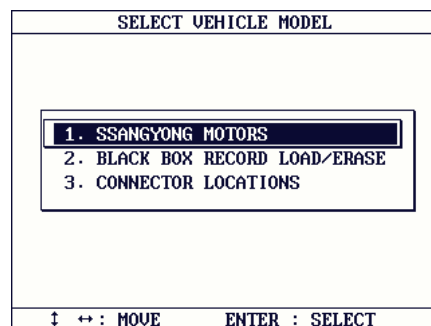 SELECT VEHICLE MODEL
1. SSANGYONG MOTORS
2. BLACK BOX RECORD LOAD/ERASE
3. CONNECTOR LOCATIONS
↕ ↔ : MOVE ENTER : SELECT